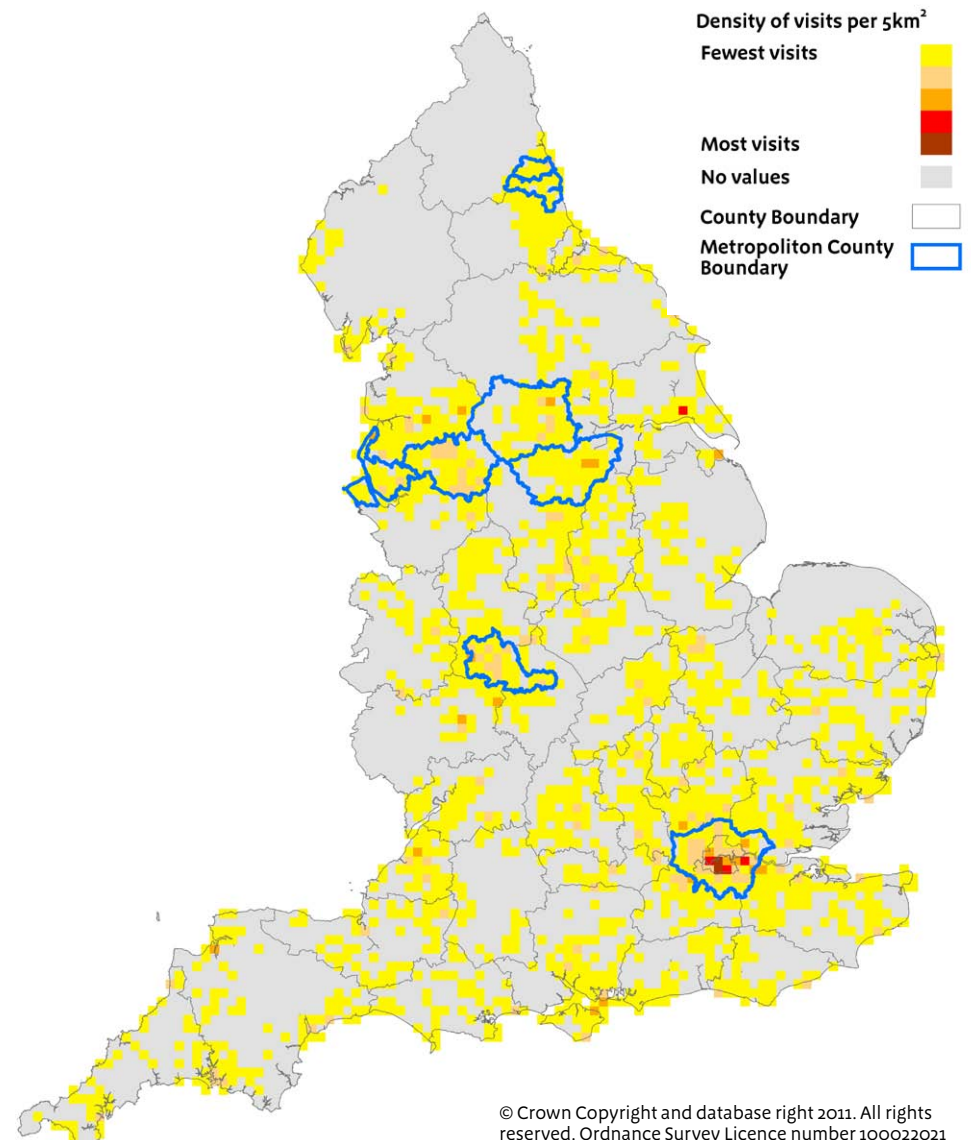 Density of visits per 5km²
Fewest visits
Most visits
No values
County Boundary
Metropoliton County
Boundary
© Crown Copyright and database right 2011. All rights
reserved. Ordnance Survey Licence number 100022021